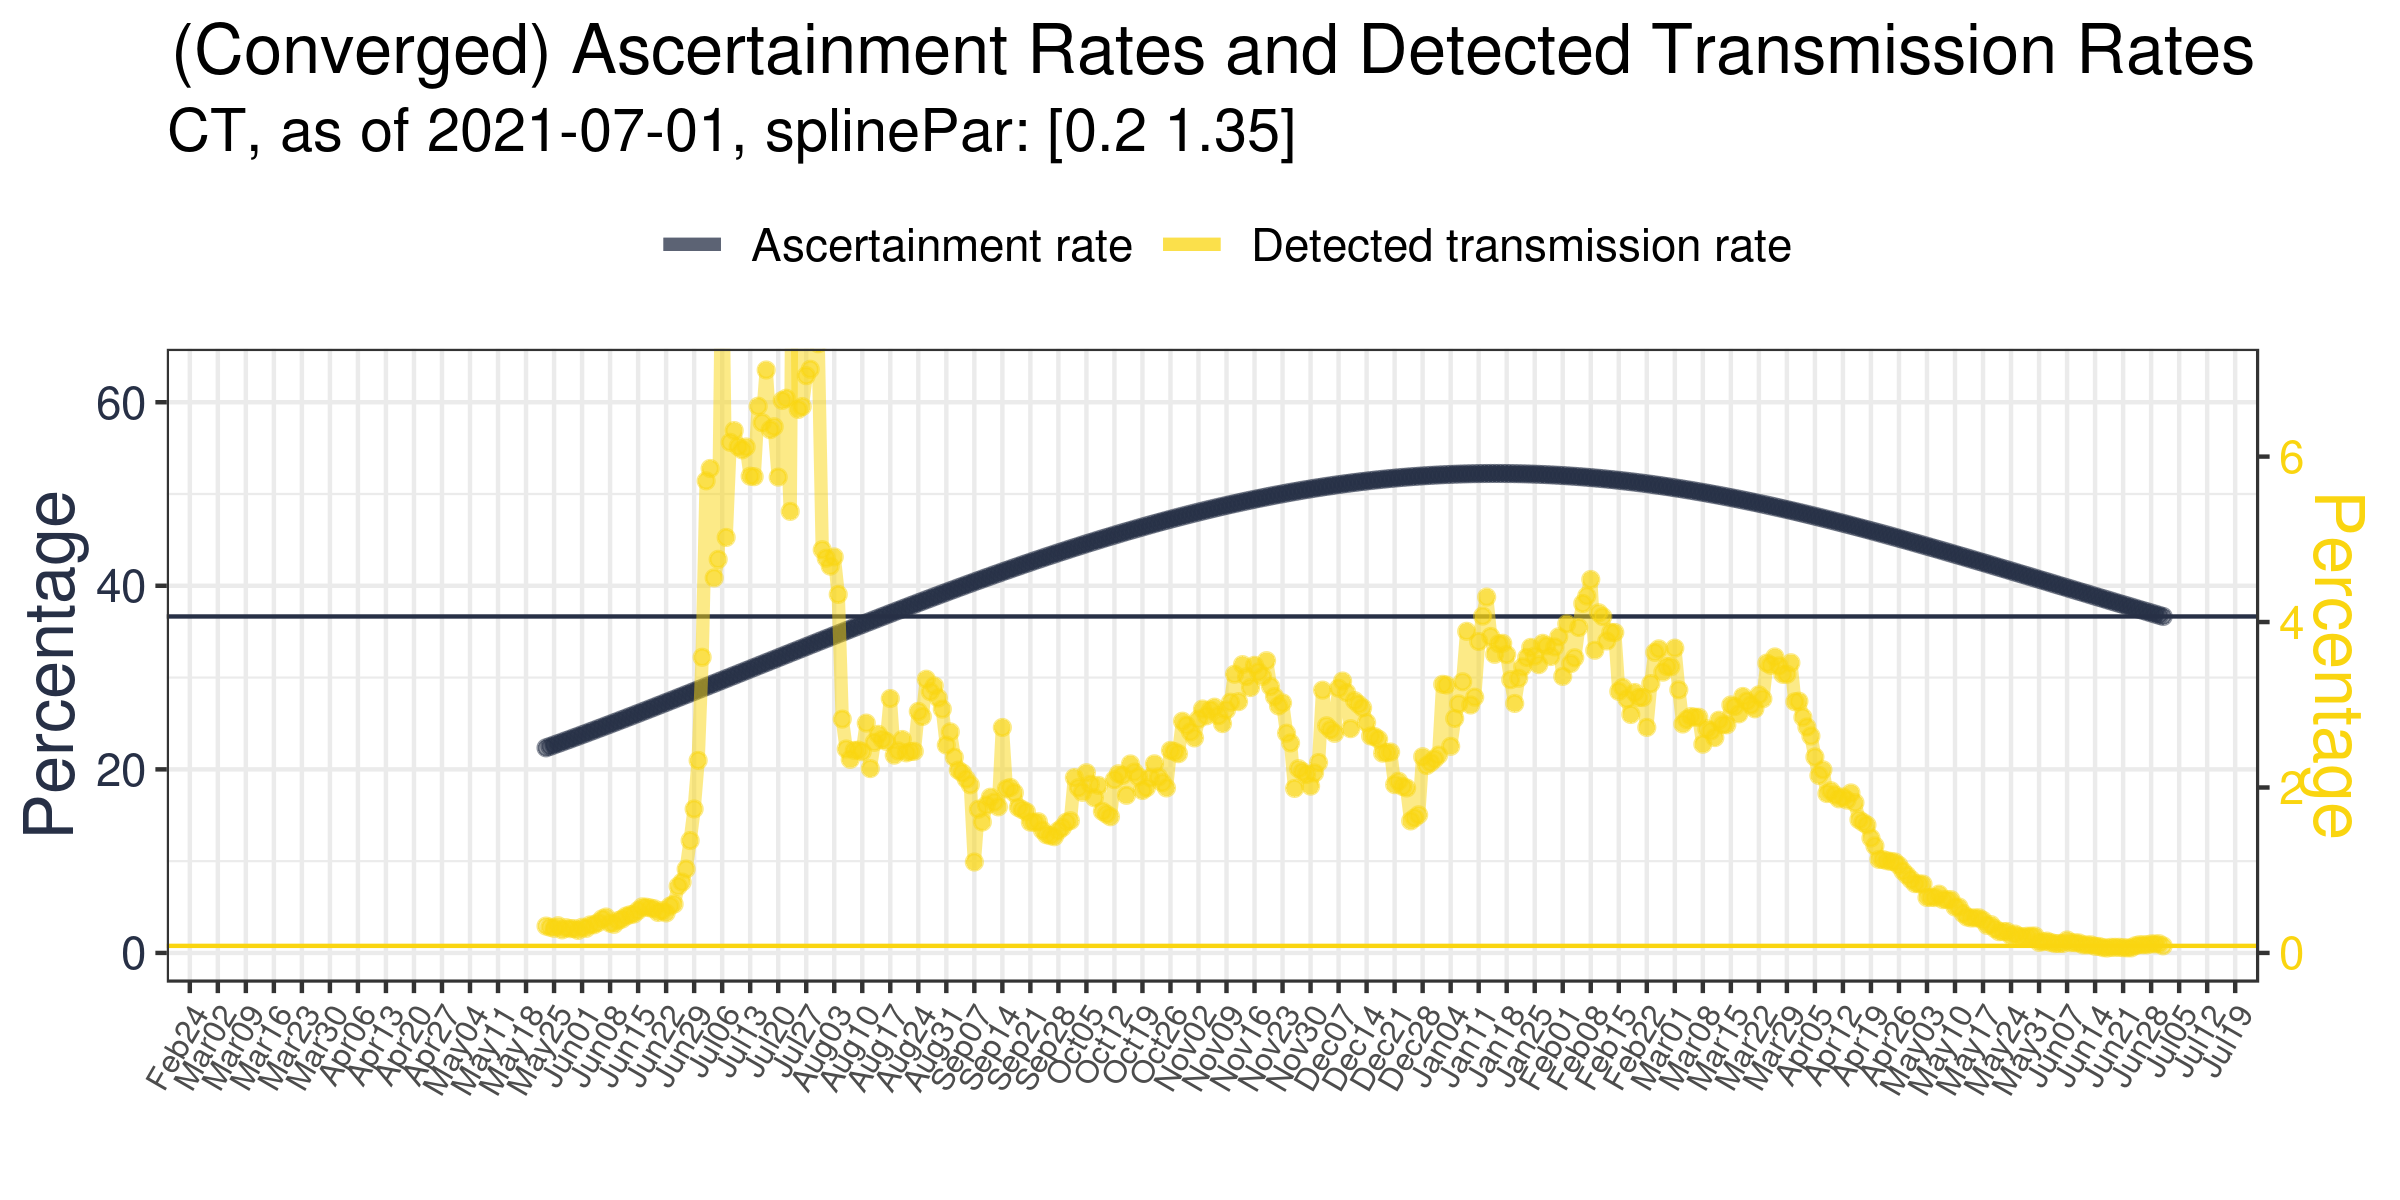 (Converged) Ascertainment Rates and Detected Transmission Rates
CT, as of 2021-07-01, splinePar: [0.2 1.35]
Ascertainment rate
Detected transmission rate
Percentage
60
40
20
0
6
4
2
0
Percentage
Feb24
Mar02
Mar09
Mar16
Mar23
Mar30
Apr06
Apr13
Apr20
Apr27
May04
May11
May18
May25
Jun01
Jun08
Jun15
Jun22
Jun29
Jul06
Jul13
Jul20
Jul27
Aug03
Aug10
Aug17
Aug24
Aug31
Sep07
Sep14
Sep21
Sep28
Oct05
Oct12
Oct19
Oct26
Nov02
Nov09
Nov16
Nov23
Nov30
Dec07
Dec14
Dec21
Dec28
Jan04
Jan11
Jan18
Jan25
Feb01
Feb08
Feb15
Feb22
Mar01
Mar08
Mar15
Mar22
Mar29
Apr05
Apr12
Apr19
Apr26
May03
May10
May17
May24
May31
Jun07
Jun14
Jun21
Jun28
Jul05
Jul12
Jul19